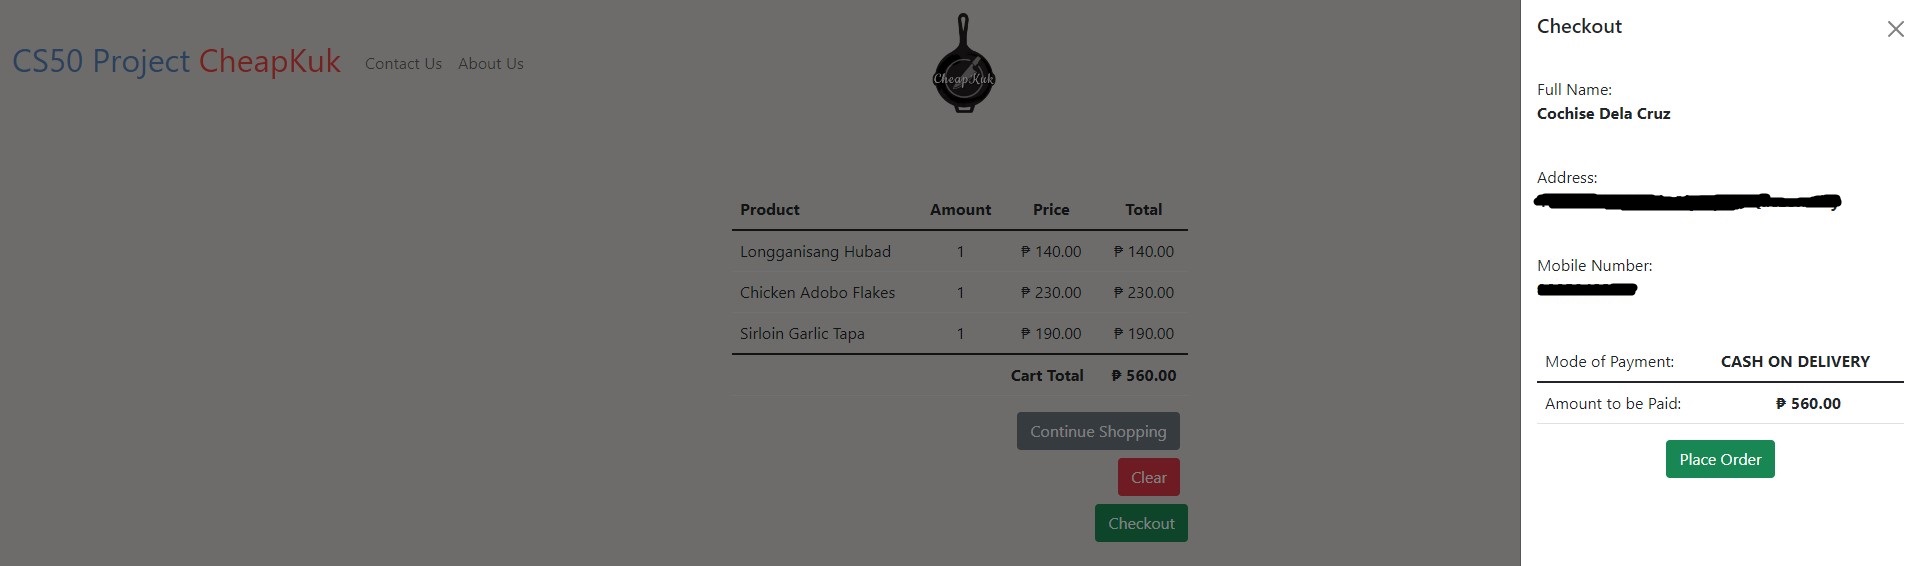 CS50 Project CheapKuk Contact Us About Us
CheapKuk
Product Amount Price Total
Longganisang Hubad 1 ₱ 140.00 ₱ 140.00
Chicken Adobo Flakes 1 ₱ 230.00 ₱ 230.00
Sirloin Garlic Tapa 1 ₱ 190.00 ₱ 190.00
Cart Total ₱ 560.00
Continue Shopping
Clear
Checkout
Checkout
Full Name:
Cochise Dela Cruz
Address:
Mobile Number:
Mode of Payment: CASH ON DELIVERY
Amount to be Paid: ₱ 560.00
Place Order